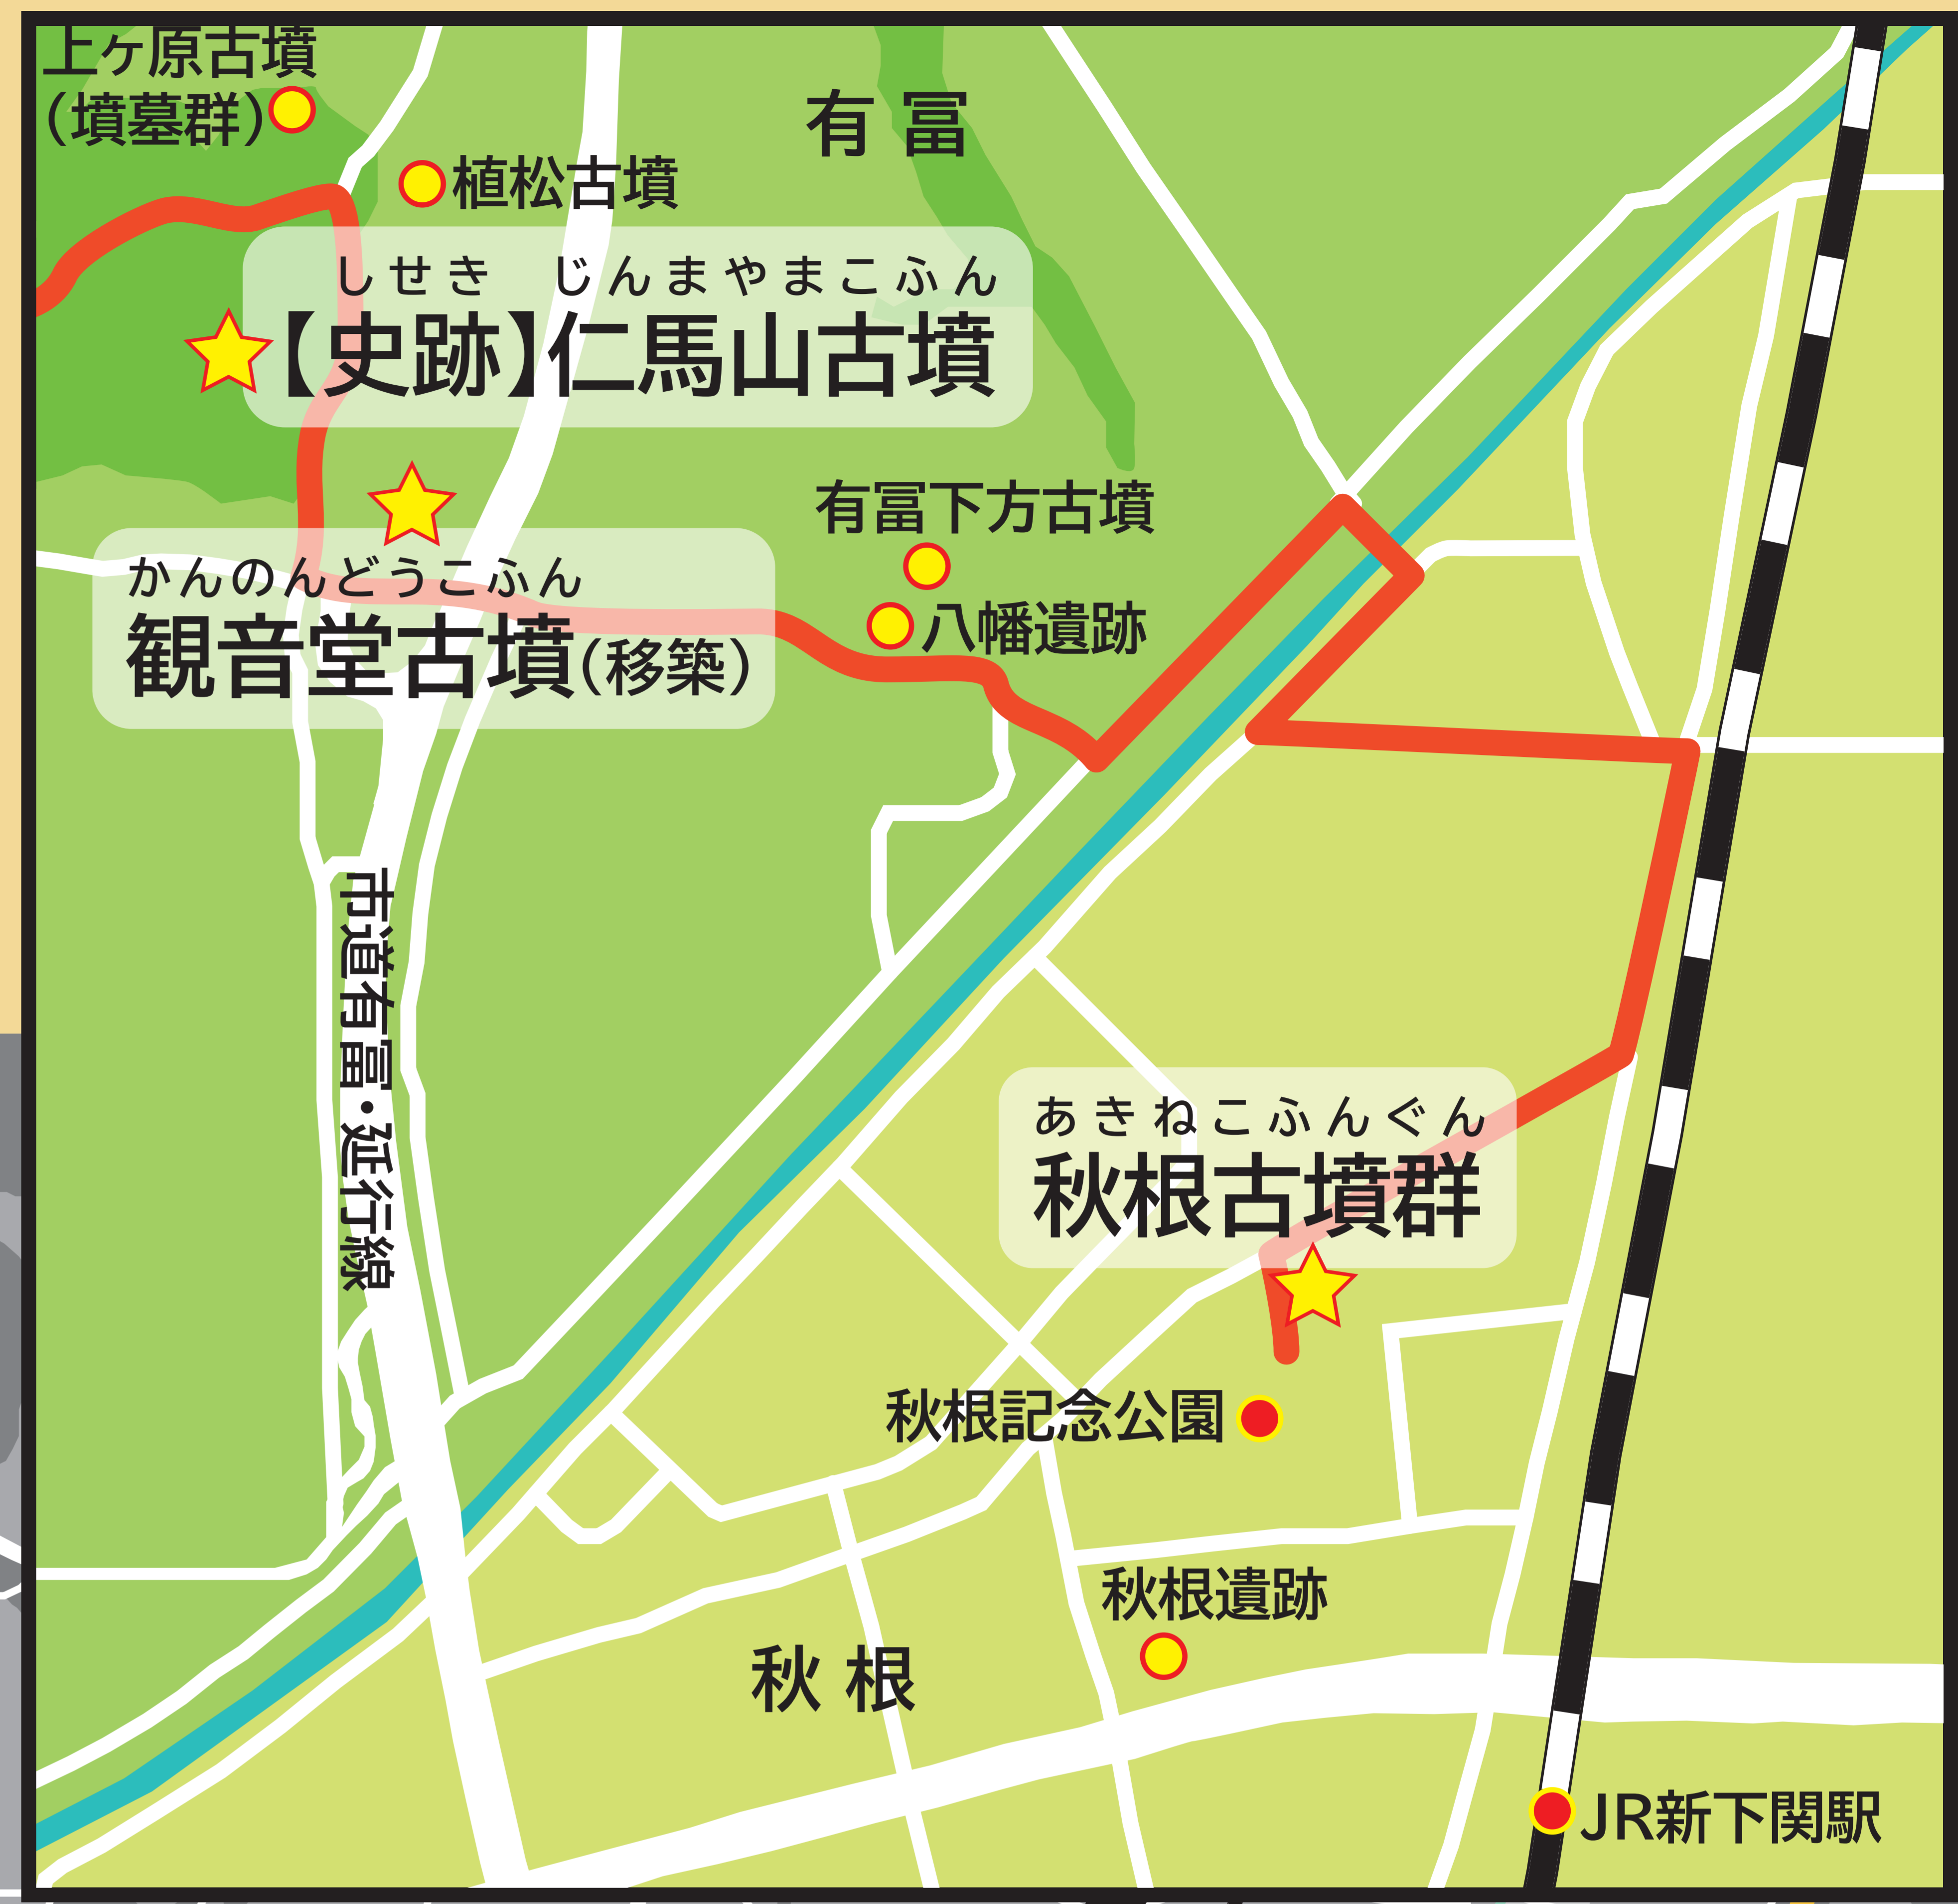 上ヶ原古墳
（墳墓群）
有冨
植松古墳
しせき じんまやまこふん
【史跡】仁馬山古墳
有冨下方古墳
かんのんどうこふん
観音堂古墳(移築)
八幡遺跡
市道有冨・延行線
あきねこふんぐん
秋根古墳群
秋根記念公園
秋根遺跡
秋根
JR新下関駅